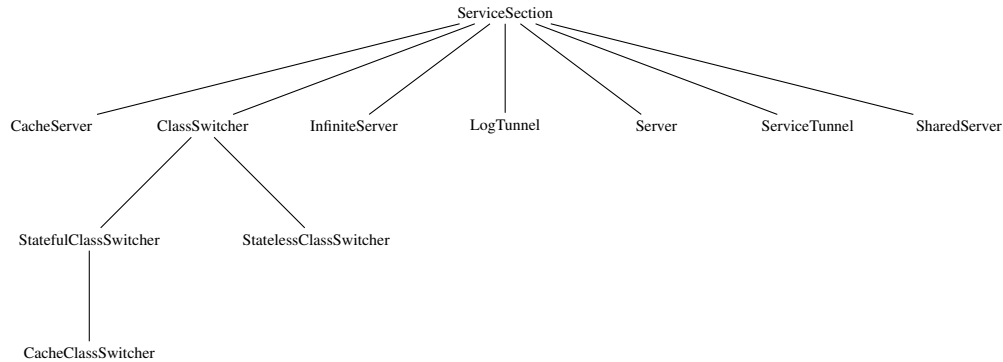 ServiceSection
CacheServer ClassSwitcher InfiniteServer LogTunnel Server ServiceTunnel SharedServer
StatefulClassSwitcher StatelessClassSwitcher
CacheClassSwitcher